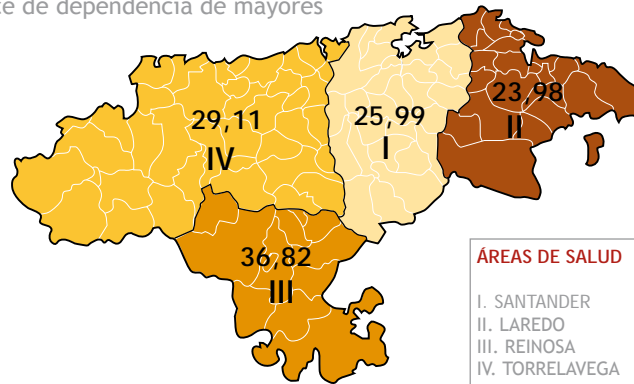 de dependencia de mayores
29,11
IV
25,99
I
23,98
II
36,82
III
ÁREAS DE SALUD
I. SANTANDER
II. LAREDO
III. REINOSA
IV. TORRELAVEGA